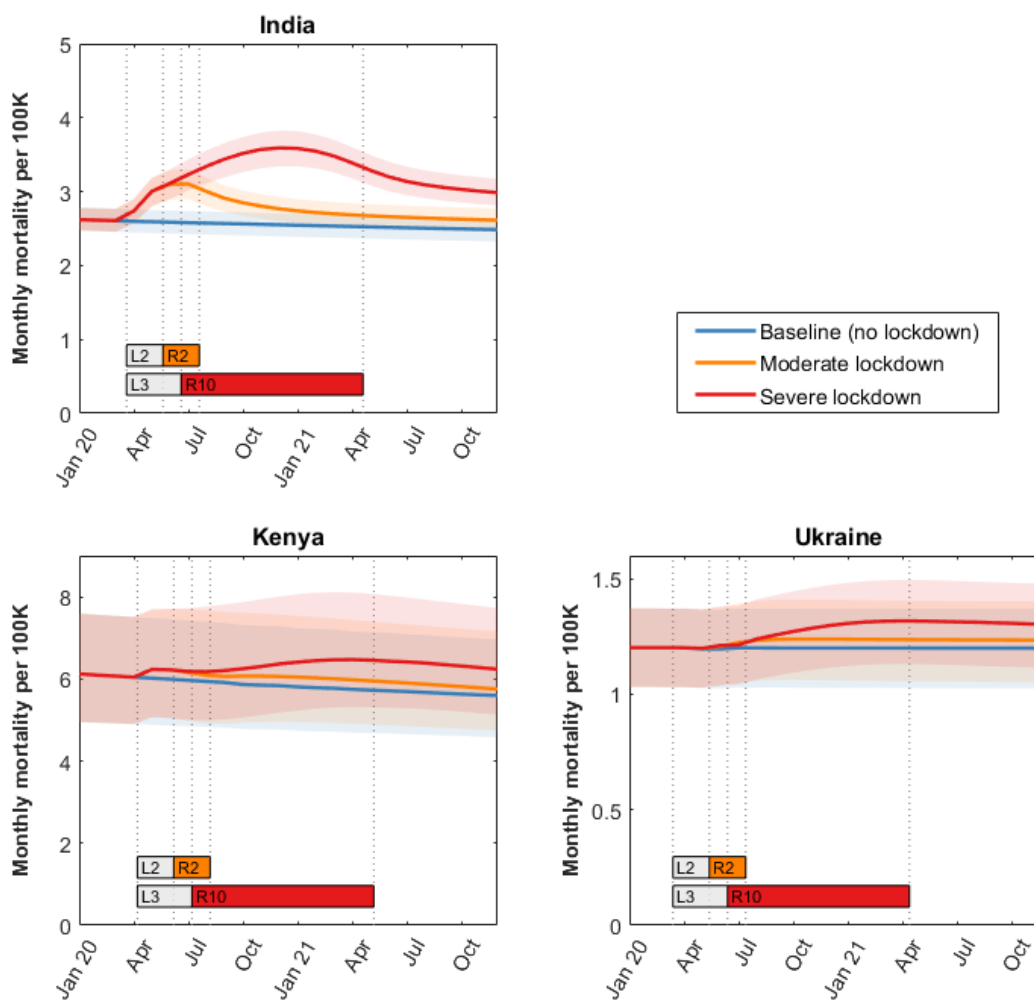 India
Monthly mortality per 100K
5
4
3
2
1
0
L2 R2
L3 R10
Jan 20 Apr Jul Oct Jan 21 Apr Jul Oct
Baseline (no lockdown)
Moderate lockdown
Severe lockdown
Kenya
Monthly mortality per 100K
8
6
4
2
0
L2 R2
L3 R10
Jan 20 Apr Jul Oct Jan 21 Apr Jul Oct
Ukraine
Monthly mortality per 100K
1.5
1
0.5
0
L2 R2
L3 R10
Jan 20 Apr Jul Oct Jan 21 Apr Jul Oct